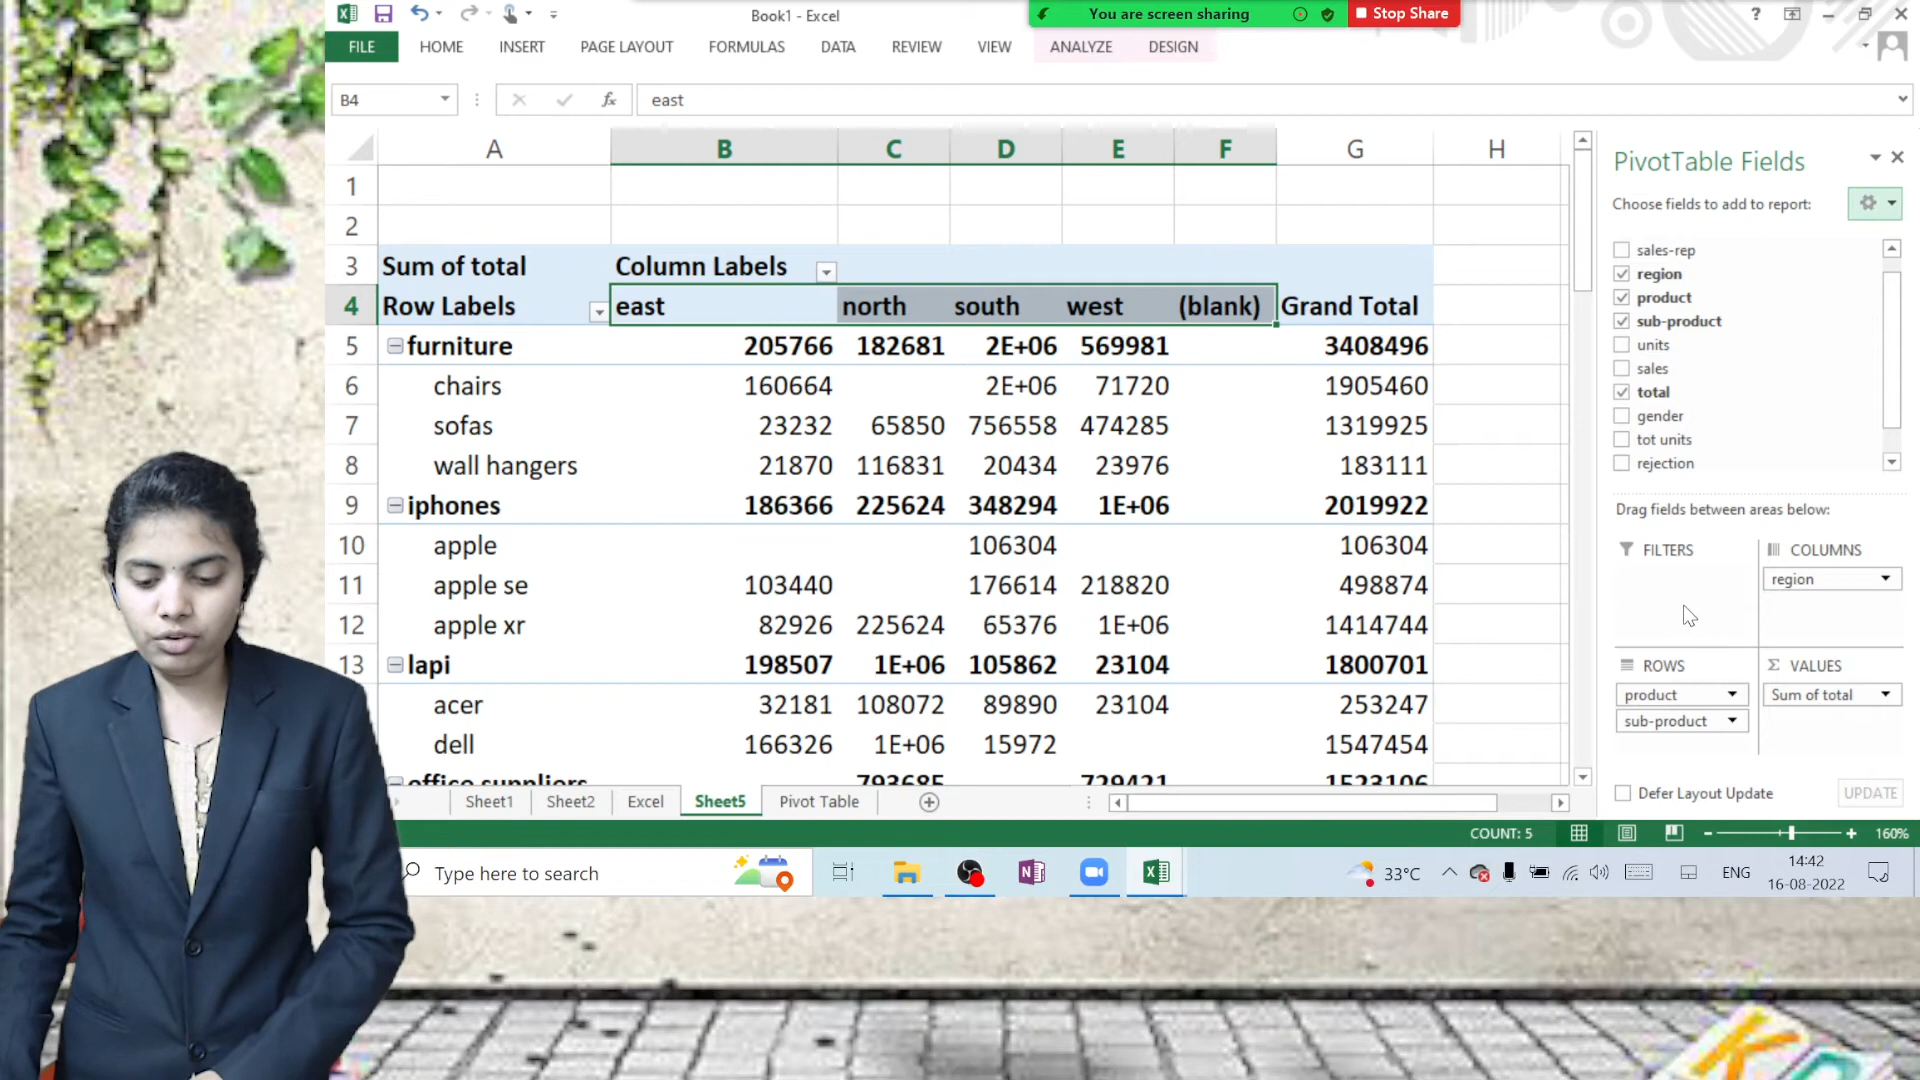 Book1 - Excel
You are screen sharing
Stop Share
FILE HOME INSERT PAGE LAYOUT FORMULAS DATA REVIEW VIEW ANALYZE DESIGN
B4 fx east
A B C D E F G H
1
2
3 Sum of total Column Labels
4 Row Labels east north south west (blank) Grand Total
5 furniture 205766 182681 2E+06 569981 3408496
6 chairs 160664 2E+06 71720 1905460
7 sofas 23232 65850 756558 474285 1319925
8 wall hangers 21870 116831 20434 23976 183111
9 iphones 186366 225624 348294 1E+06 2019922
10 apple 106304 106304
11 apple se 103440 176614 218820 498874
12 apple xr 82926 225624 65376 1E+06 1414744
13 lapi 198507 1E+06 105862 23104 1800701
acer 32181 108072 89890 23104 253247
dell 166326 1E+06 15972 1547454
office suppliers 793685 729421 1523106
Sheet1 Sheet2 Excel Sheet5 Pivot Table
PivotTable Fields
Choose fields to add to report:
sales-rep
region
product
sub-product
units
sales
total
gender
tot units
rejection
Drag fields between areas below:
FILTERS COLUMNS
region
ROWS Σ VALUES
product Sum of total
sub-product
Defer Layout Update UPDATE
COUNT: 5 160%
Type here to search
33°C ENG 14:42
16-08-2022